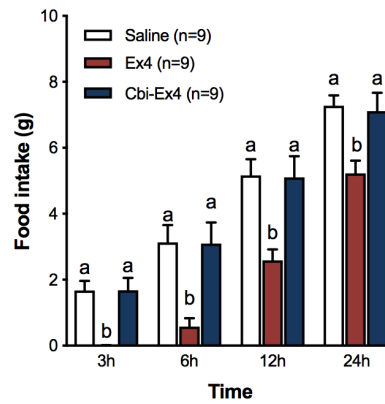 10
8
6
4
2
0
Food intake (g)
Saline (n=9)
Ex4 (n=9)
Cbi-Ex4 (n=9)
a b a
a b a
a b a
a b a
3h 6h 12h 24h
Time